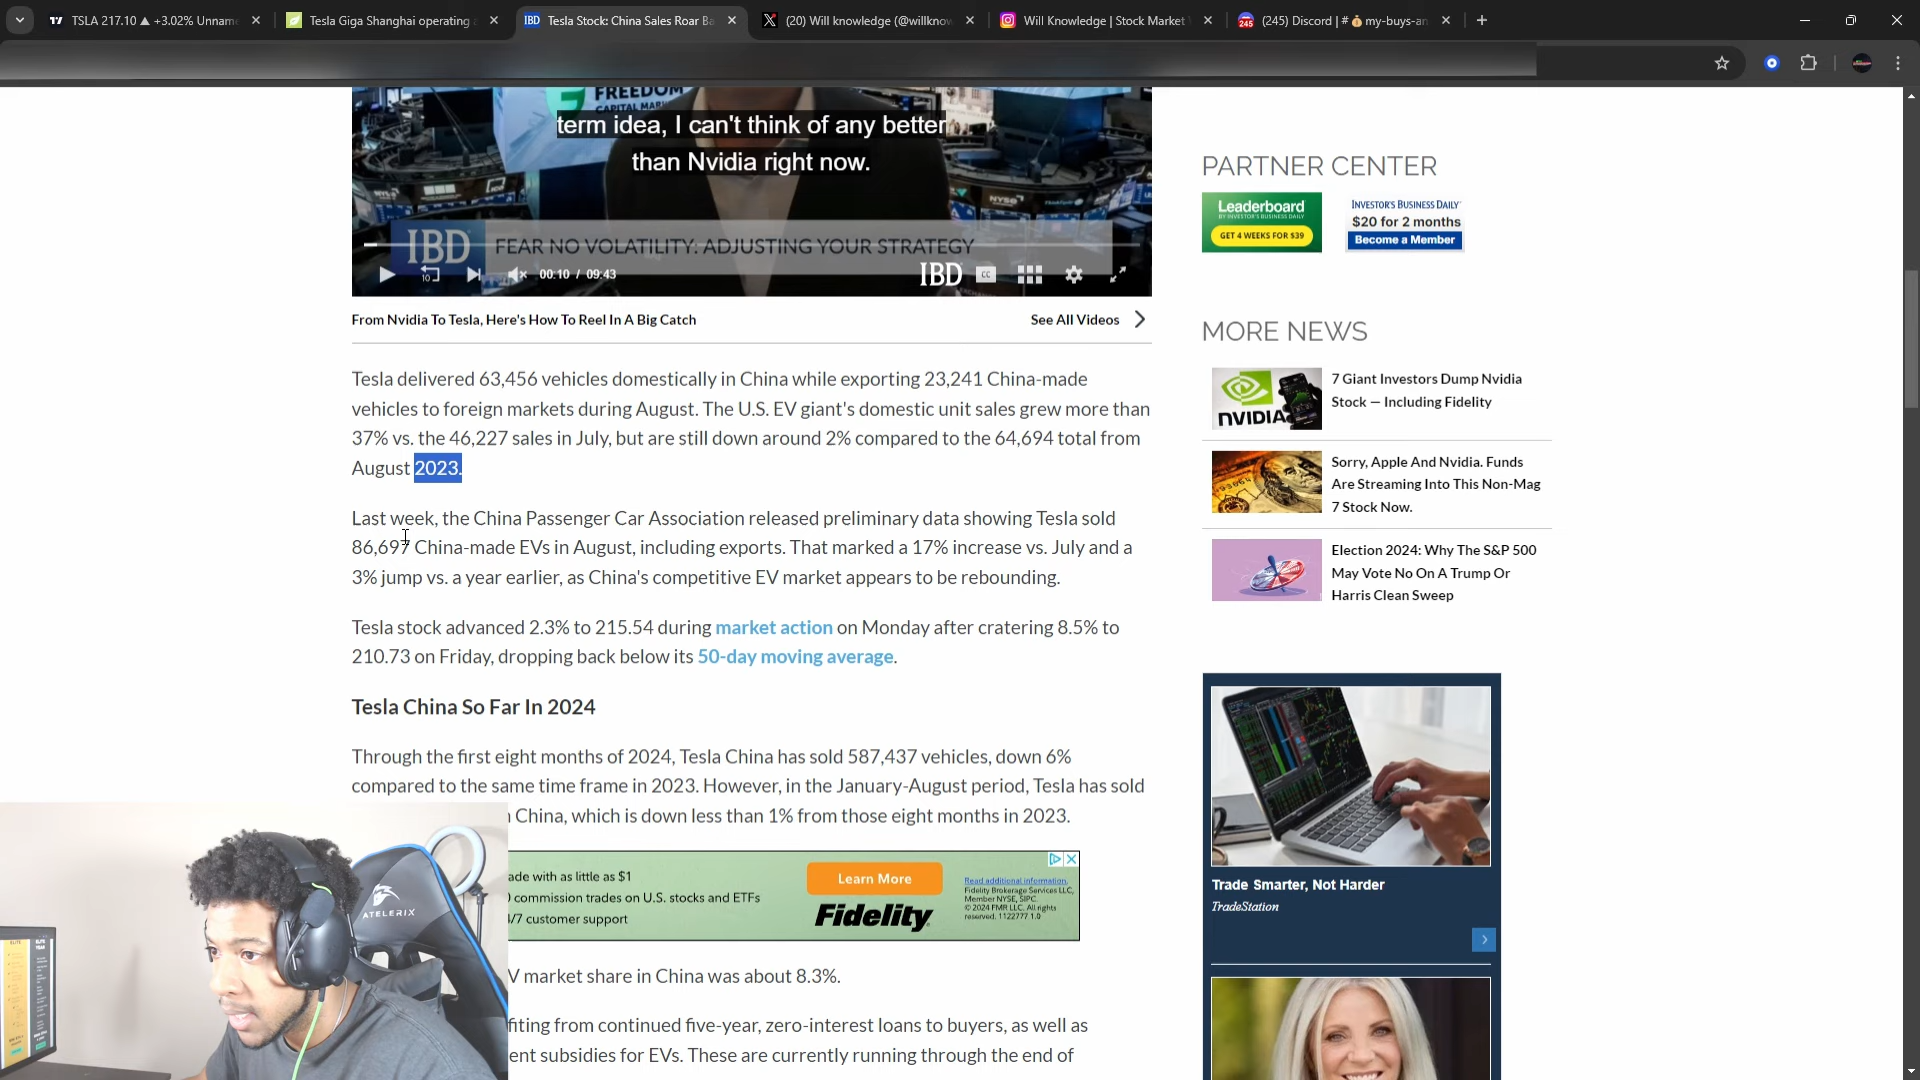 TSLA 217.10 ▲ +3.02% Unname
Tesla Giga Shanghai operating a
IBD Tesla Stock: China Sales Roar Ba
(20) Will knowledge (@willknow
Will Knowledge | Stock Market
245 (245) Discord | # 💰my-buys-an
FREEDOM
CAPITAL MARK
term idea, I can't think of any better
than Nvidia right now.
NYSE
IBD FEAR NO VOLATILITY: ADJUSTING YOUR STRATEGY
10 00:10 / 09:43 IBD CC
From Nvidia To Tesla, Here's How To Reel In A Big Catch
See All Videos
Tesla delivered 63,456 vehicles domestically in China while exporting 23,241 China-made
vehicles to foreign markets during August. The U.S. EV giant's domestic unit sales grew more than
37% vs. the 46,227 sales in July, but are still down around 2% compared to the 64,694 total from
August 2023.
Last week, the China Passenger Car Association released preliminary data showing Tesla sold
86,697 China-made EVs in August, including exports. That marked a 17% increase vs. July and a
3% jump vs. a year earlier, as China's competitive EV market appears to be rebounding.
Tesla stock advanced 2.3% to 215.54 during market action on Monday after cratering 8.5% to
210.73 on Friday, dropping back below its 50-day moving average.
Tesla China So Far In 2024
Through the first eight months of 2024, Tesla China has sold 587,437 vehicles, down 6%
compared to the same time frame in 2023. However, in the January-August period, Tesla has sold
China, which is down less than 1% from those eight months in 2023.
ade with as little as $1
commission trades on U.S. stocks and ETFs
/7 customer support
Learn More
Fidelity
Read additional information.
Fidelity Brokerage Services LLC,
Member NYSE, SIPC.
© 2024 FMR LLC. All rights
reserved. 1122777 1.0
V market share in China was about 8.3%.
fiting from continued five-year, zero-interest loans to buyers, as well as
ent subsidies for EVs. These are currently running through the end of
ATELERIX
PARTNER CENTER
Leaderboard
BY INVESTOR'S BUSINESS DAILY
GET 4 WEEKS FOR $39
INVESTOR'S BUSINESS DAILY
$20 for 2 months
Become a Member
MORE NEWS
NVIDIA
7 Giant Investors Dump Nvidia
Stock — Including Fidelity
Sorry, Apple And Nvidia. Funds
Are Streaming Into This Non-Mag
7 Stock Now.
Election 2024: Why The S&P 500
May Vote No On A Trump Or
Harris Clean Sweep
Trade Smarter, Not Harder
TradeStation